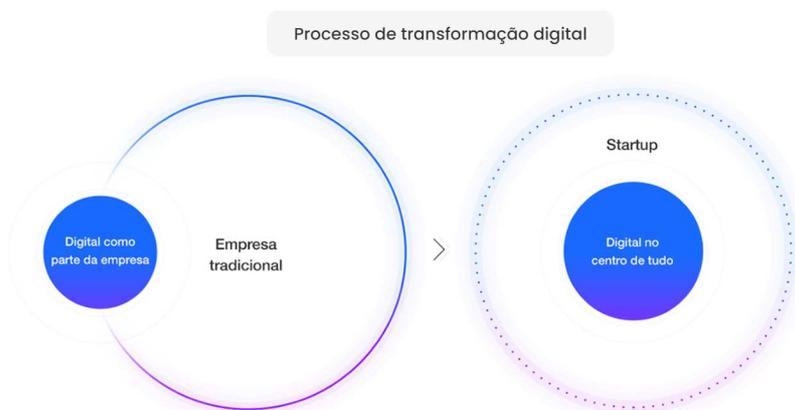 Processo de transformação digital
Startup
Digital como
parte da empresa
Empresa
tradicional
Digital no
centro de tudo